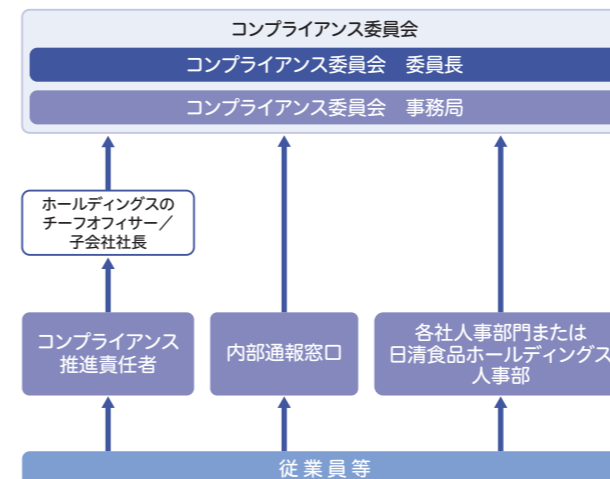 コンプライアンス委員会
コンプライアンス委員会　委員長
コンプライアンス委員会　事務局
ホールディングスの
チーフオフィサー／
子会社社長
コンプライアンス
推進責任者
内部通報窓口
各社人事部門または
日清食品ホールディングス
人事部
従業員等